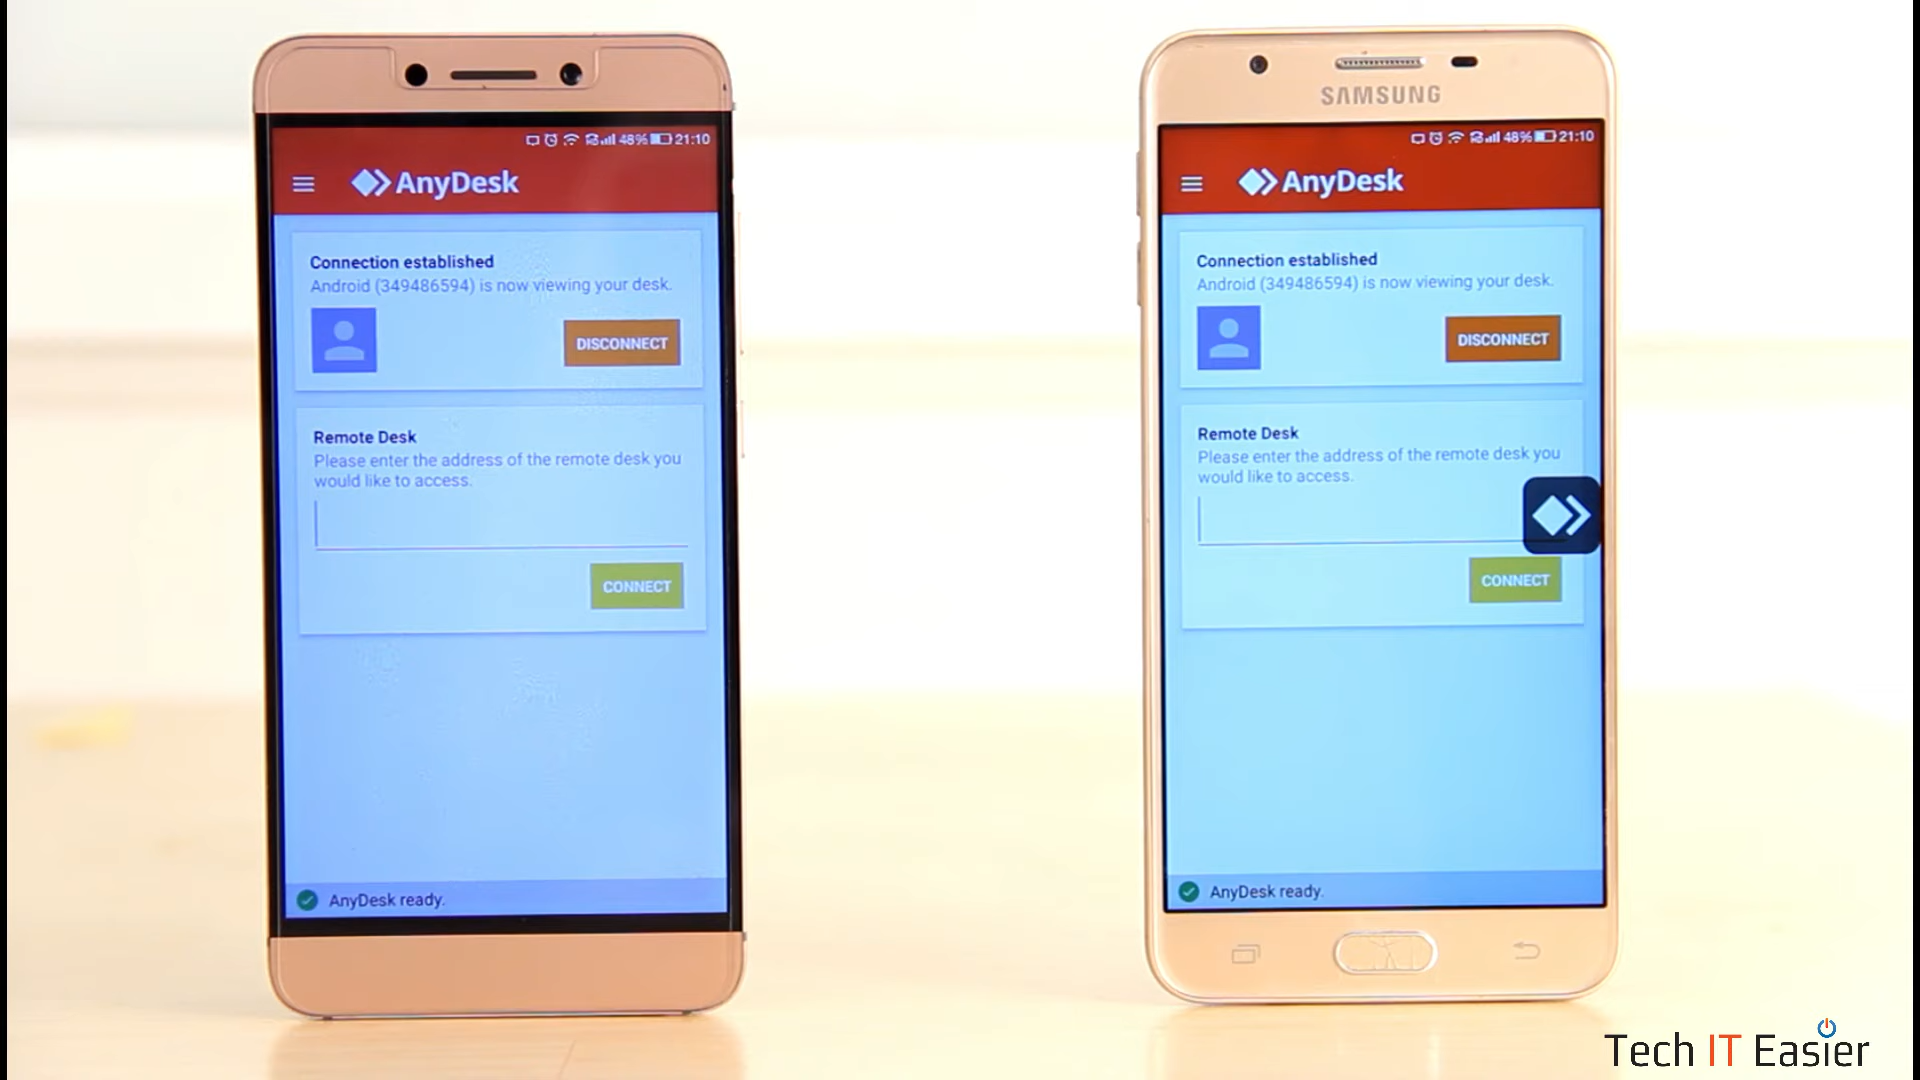 48% 21:10
AnyDesk
Connection established
Android (349486594) is now viewing your desk.
DISCONNECT
Remote Desk
Please enter the address of the remote desk you
would like to access.
CONNECT
AnyDesk ready.
SAMSUNG
48% 21:10
AnyDesk
Connection established
Android (349486594) is now viewing your desk.
DISCONNECT
Remote Desk
Please enter the address of the remote desk you
would like to access.
CONNECT
AnyDesk ready.
Tech IT Easier